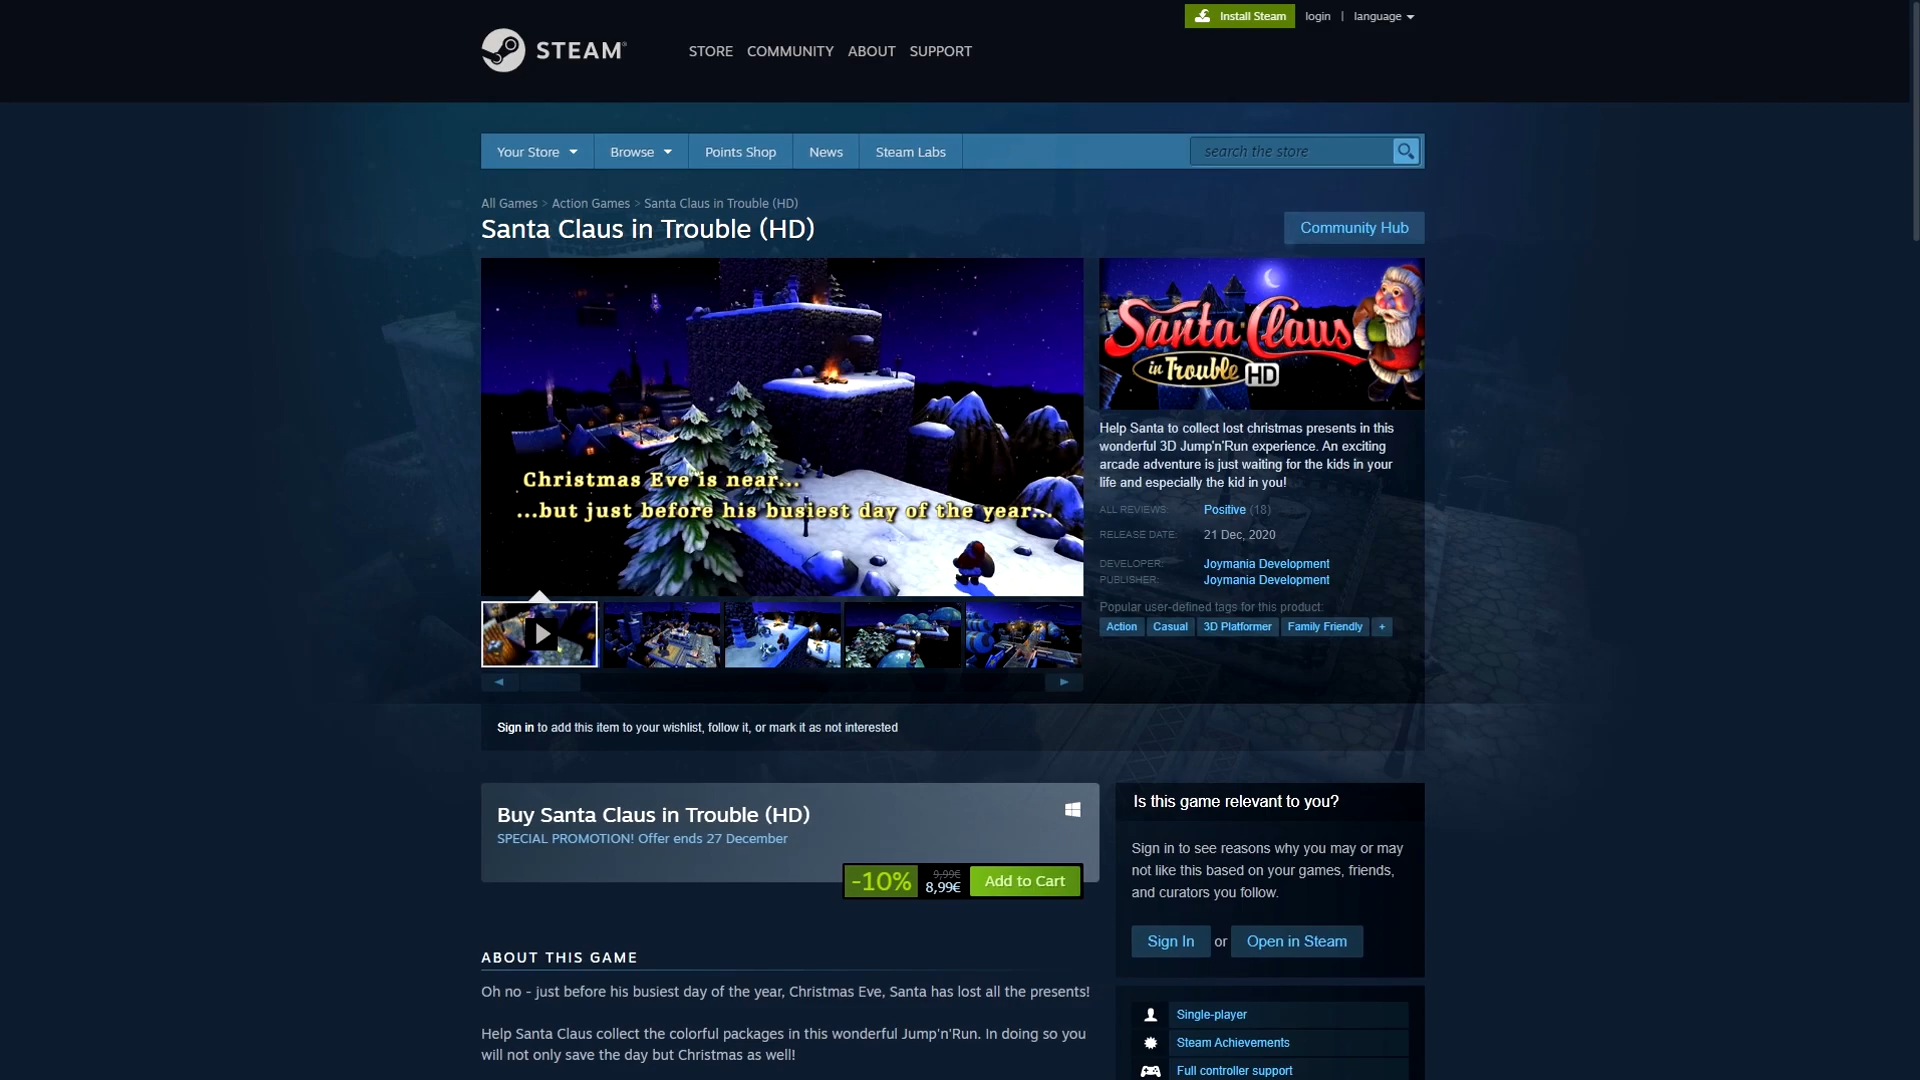 Install Steam login | language
STEAM®
STORE COMMUNITY ABOUT SUPPORT
Your Store Browse Points Shop News Steam Labs search the store
All Games > Action Games > Santa Claus in Trouble (HD)
Santa Claus in Trouble (HD)
Community Hub
Christmas Eve is near...
...but just before his busiest day of the year...
Santa Claus
in Trouble HD
Help Santa to collect lost christmas presents in this
wonderful 3D Jump'n'Run experience. An exciting
arcade adventure is just waiting for the kids in your
life and especially the kid in you!
ALL REVIEWS: Positive (18)
RELEASE DATE: 21 Dec, 2020
DEVELOPER: Joymania Development
PUBLISHER: Joymania Development
Popular user-defined tags for this product:
Action Casual 3D Platformer Family Friendly +
Sign in to add this item to your wishlist, follow it, or mark it as not interested
Buy Santa Claus in Trouble (HD)
SPECIAL PROMOTION! Offer ends 27 December
-10% 9,99€ 8,99€ Add to Cart
Is this game relevant to you?
Sign in to see reasons why you may or may
not like this based on your games, friends,
and curators you follow.
Sign In or Open in Steam
ABOUT THIS GAME
Oh no - just before his busiest day of the year, Christmas Eve, Santa has lost all the presents!
Help Santa Claus collect the colorful packages in this wonderful Jump'n'Run. In doing so you
will not only save the day but Christmas as well!
Single-player
Steam Achievements
Full controller support